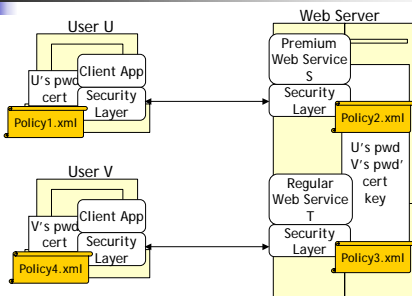 User U
Client App
U's pwd
cert
Security
Layer
Policy1.xml
Web Server
Premium
Web Service
S
Security
Layer
Policy2.xml
U's pwd
V's pwd'
cert
key
User V
Client App
V's pwd
cert
Security
Layer
Policy4.xml
Regular
Web Service
T
Security
Layer
Policy3.xml